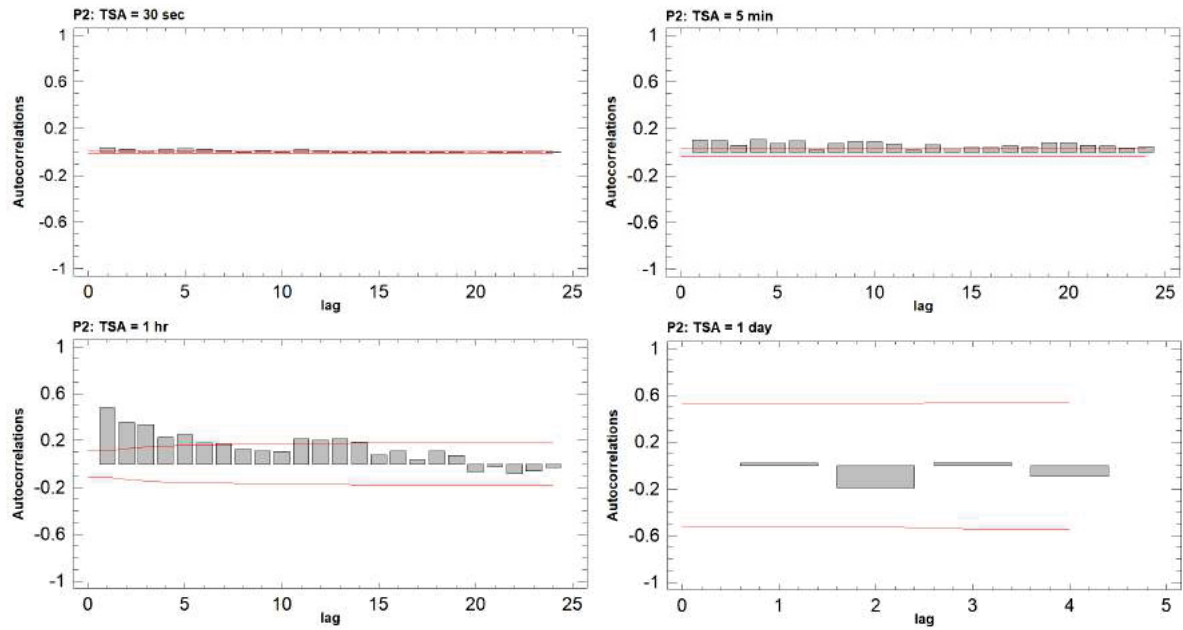 P2: TSA = 30 sec
1
0.6
0.2
-0.2
-0.6
-1
Autocorrelations
0 5 10 15 20 25
lag
P2: TSA = 5 min
1
0.6
0.2
-0.2
-0.6
-1
Autocorrelations
0 5 10 15 20 25
lag
P2: TSA = 1 hr
1
0.6
0.2
-0.2
-0.6
-1
Autocorrelations
0 5 10 15 20 25
lag
P2: TSA = 1 day
1
0.6
0.2
-0.2
-0.6
-1
Autocorrelations
0 1 2 3 4 5
lag